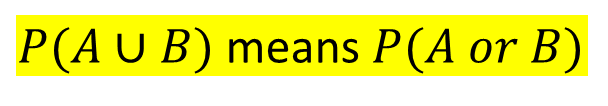 P(A ∪ B) means P(A or B)